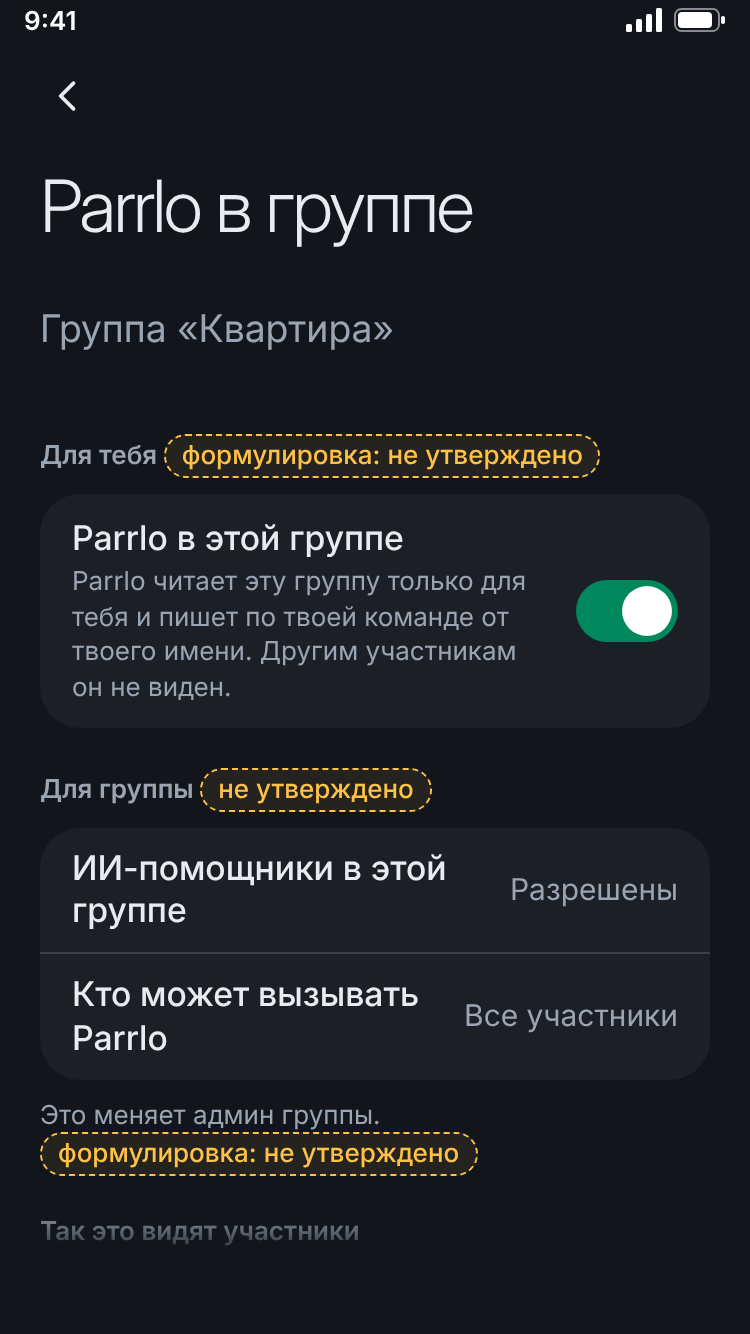 9:41
Parrlo в группе
Группа «Квартира»
Для тебя формулировка: не утверждено
Parrlo в этой группе
Parrlo читает эту группу только для
тебя и пишет по твоей команде от
твоего имени. Другим участникам
он не виден.
Для группы не утверждено
ИИ-помощники в этой
группе
Разрешены
Кто может вызывать
Parrlo
Все участники
Это меняет админ группы.
формулировка: не утверждено
Так это видят участники